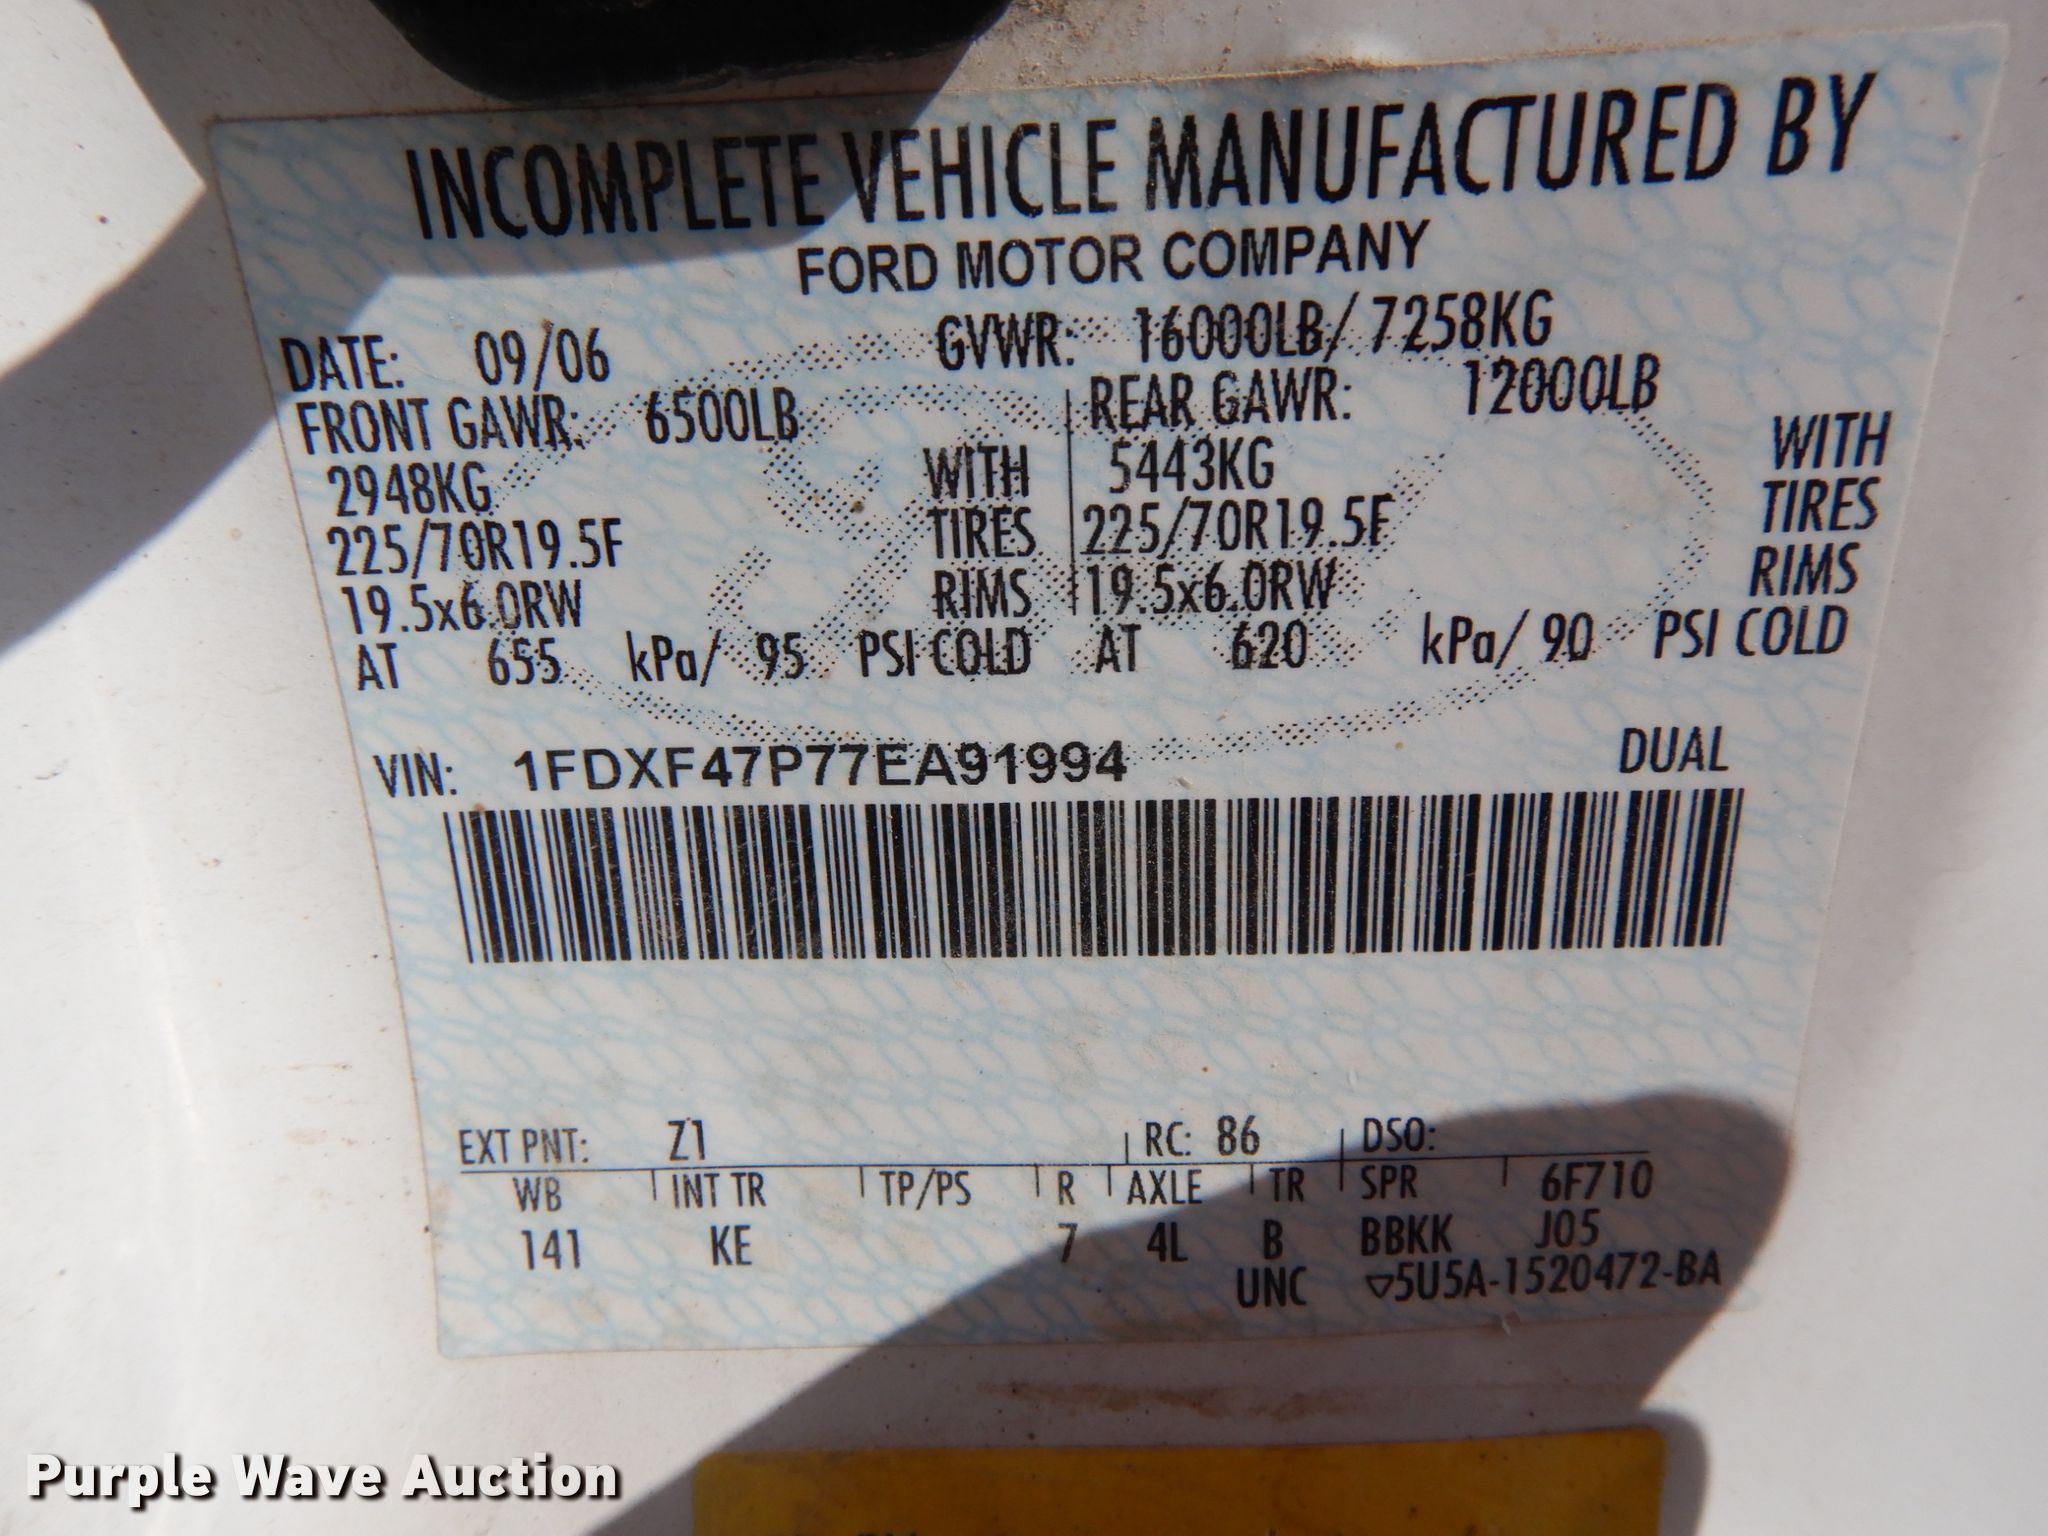 INCOMPLETE VEHICLE MANUFACTURED BY
FORD MOTOR COMPANY
DATE: 09/06 GVWR: 16000LB/ 7258KG
FRONT GAWR: 6500LB REAR GAWR: 12000LB
2948KG WITH 5443KG WITH
225/70R19.5F TIRES 225/70R19.5F TIRES
19.5x6.0RW RIMS 19.5x6.0RW RIMS
AT 655 kPa/ 95 PSI COLD AT 620 kPa/ 90 PSI COLD
VIN: 1FDXF47P77EA91994 DUAL
EXT PNT: Z1 RC: 86 DSO:
WB INT TR TP/PS R AXLE TR SPR 6F710
141 KE 7 4L B BBKK J05
UNC ▽5U5A-1520472-BA
Purple Wave Auction